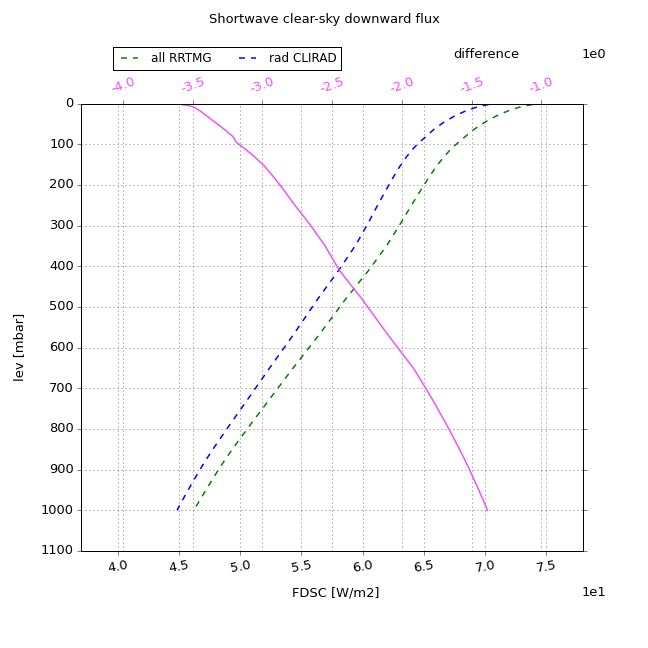 Shortwave clear-sky downward flux
all RRTMG rad CLIRAD difference 1e0
-4.0 -3.5 -3.0 -2.5 -2.0 -1.5 -1.0
0
100
200
300
400
500
600
700
800
900
1000
1100
lev [mbar]
4.0 4.5 5.0 5.5 6.0 6.5 7.0 7.5
FDSC [W/m2] 1e1